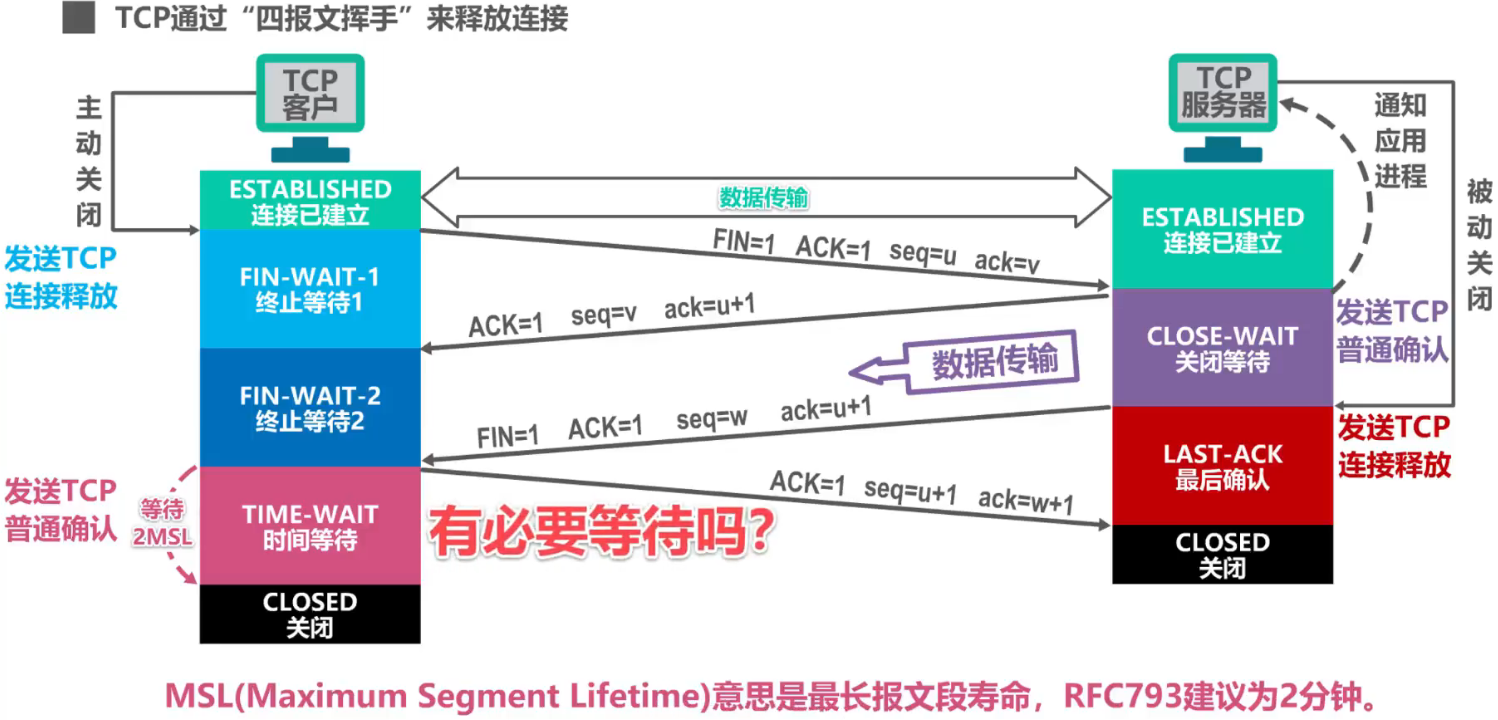 TCP通过“四报文挥手”来释放连接
TCP
客户
TCP
服务器
主动关闭
通知应用进程
被动关闭
ESTABLISHED
连接已建立
数据传输
ESTABLISHED
连接已建立
FIN=1 ACK=1 seq=u ack=v
发送TCP
连接释放
FIN-WAIT-1
终止等待1
ACK=1 seq=v ack=u+1
CLOSE-WAIT
关闭等待
发送TCP
普通确认
数据传输
FIN-WAIT-2
终止等待2
FIN=1 ACK=1 seq=w ack=u+1
发送TCP
连接释放
LAST-ACK
最后确认
ACK=1 seq=u+1 ack=w+1
发送TCP
普通确认
等待
2MSL
TIME-WAIT
时间等待
有必要等待吗?
CLOSED
关闭
CLOSED
关闭
MSL(Maximum Segment Lifetime)意思是最长报文段寿命，RFC793建议为2分钟。